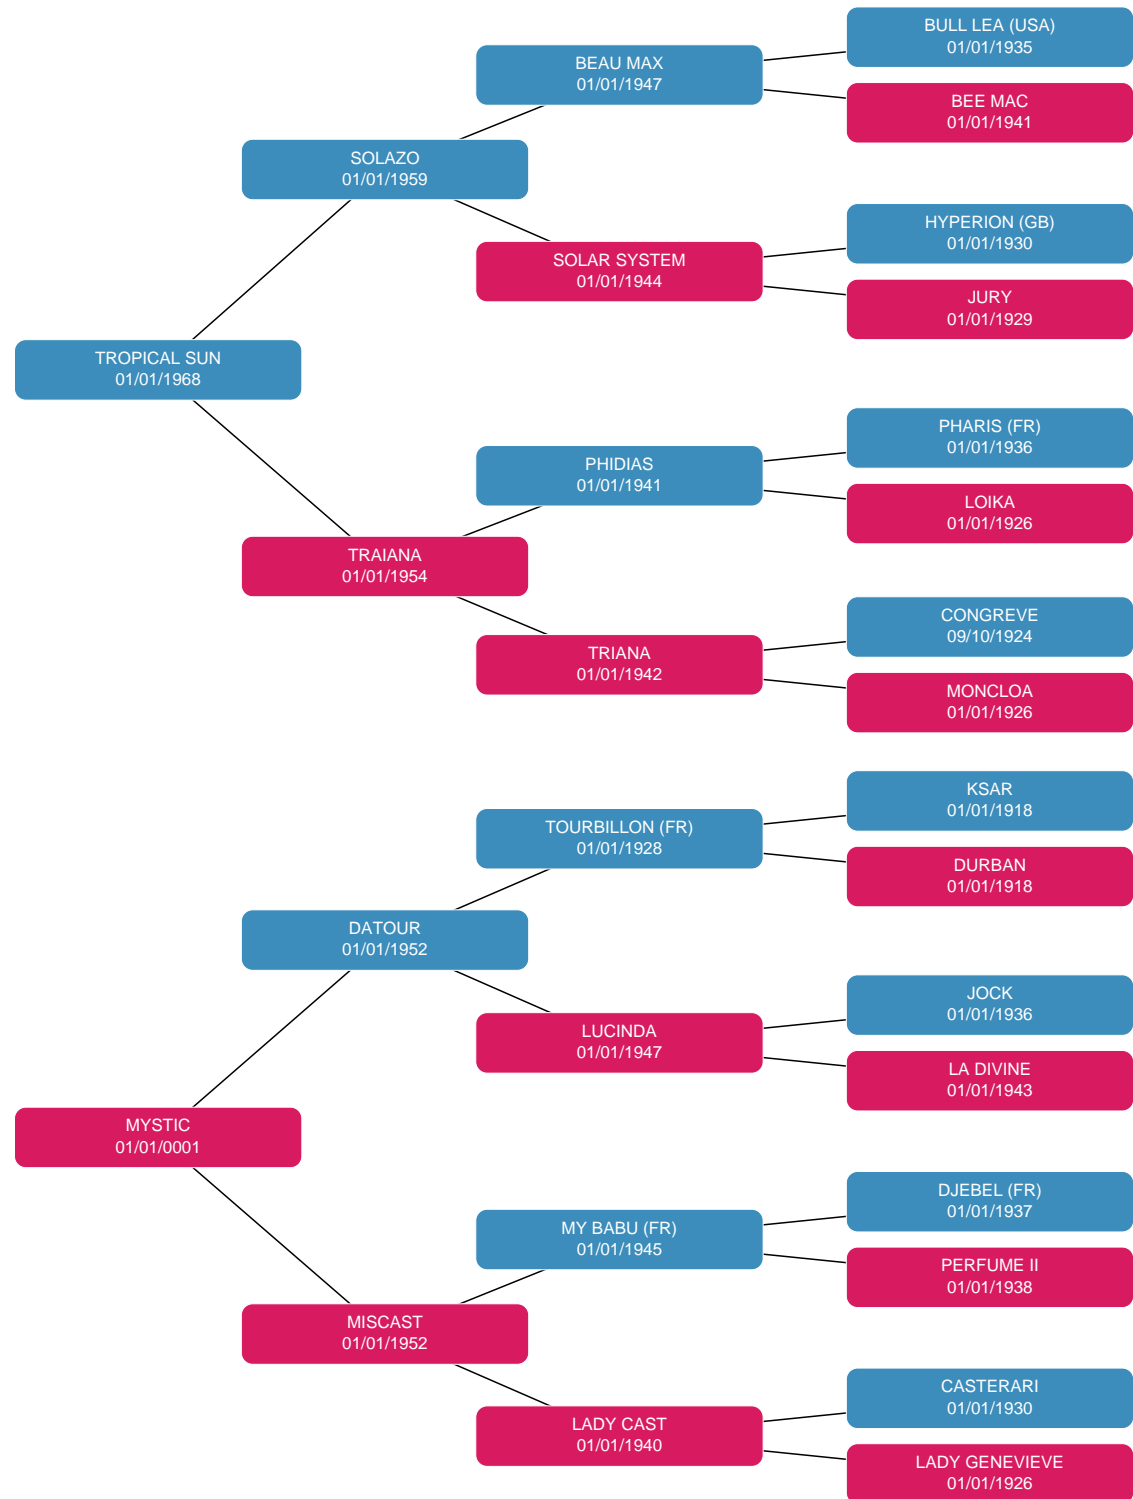 BULL LEA (USA)
01/01/1935
BEAU MAX
01/01/1947
BEE MAC
01/01/1941
SOLAZO
01/01/1959
HYPERION (GB)
01/01/1930
SOLAR SYSTEM
01/01/1944
JURY
01/01/1929
TROPICAL SUN
01/01/1968
PHARIS (FR)
01/01/1936
PHIDIAS
01/01/1941
LOIKA
01/01/1926
TRAIANA
01/01/1954
CONGREVE
09/10/1924
TRIANA
01/01/1942
MONCLOA
01/01/1926
KSAR
01/01/1918
TOURBILLON (FR)
01/01/1928
DURBAN
01/01/1918
DATOUR
01/01/1952
JOCK
01/01/1936
LUCINDA
01/01/1947
LA DIVINE
01/01/1943
MYSTIC
01/01/0001
DJEBEL (FR)
01/01/1937
MY BABU (FR)
01/01/1945
PERFUME II
01/01/1938
MISCAST
01/01/1952
CASTERARI
01/01/1930
LADY CAST
01/01/1940
LADY GENEVIEVE
01/01/1926